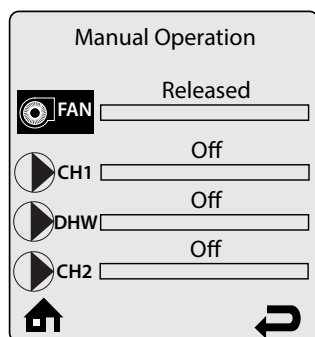 Manual Operation
Released
FAN
Off
CH1
Off
DHW
Off
CH2